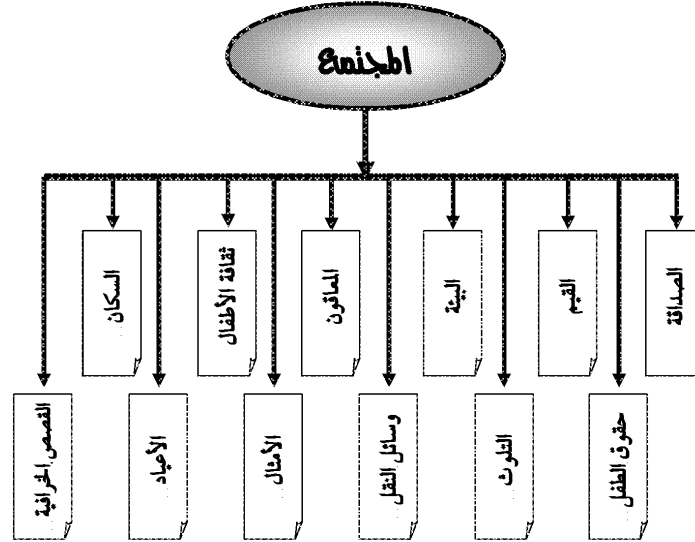 المجتمع
الصداقة
القيم
البيئة
المعاقون
ثقافة الأطفال
السكان
حقوق الطفل
التلوث
وسائل النقل
الأمثال
الأعياد
القصص الخرافية